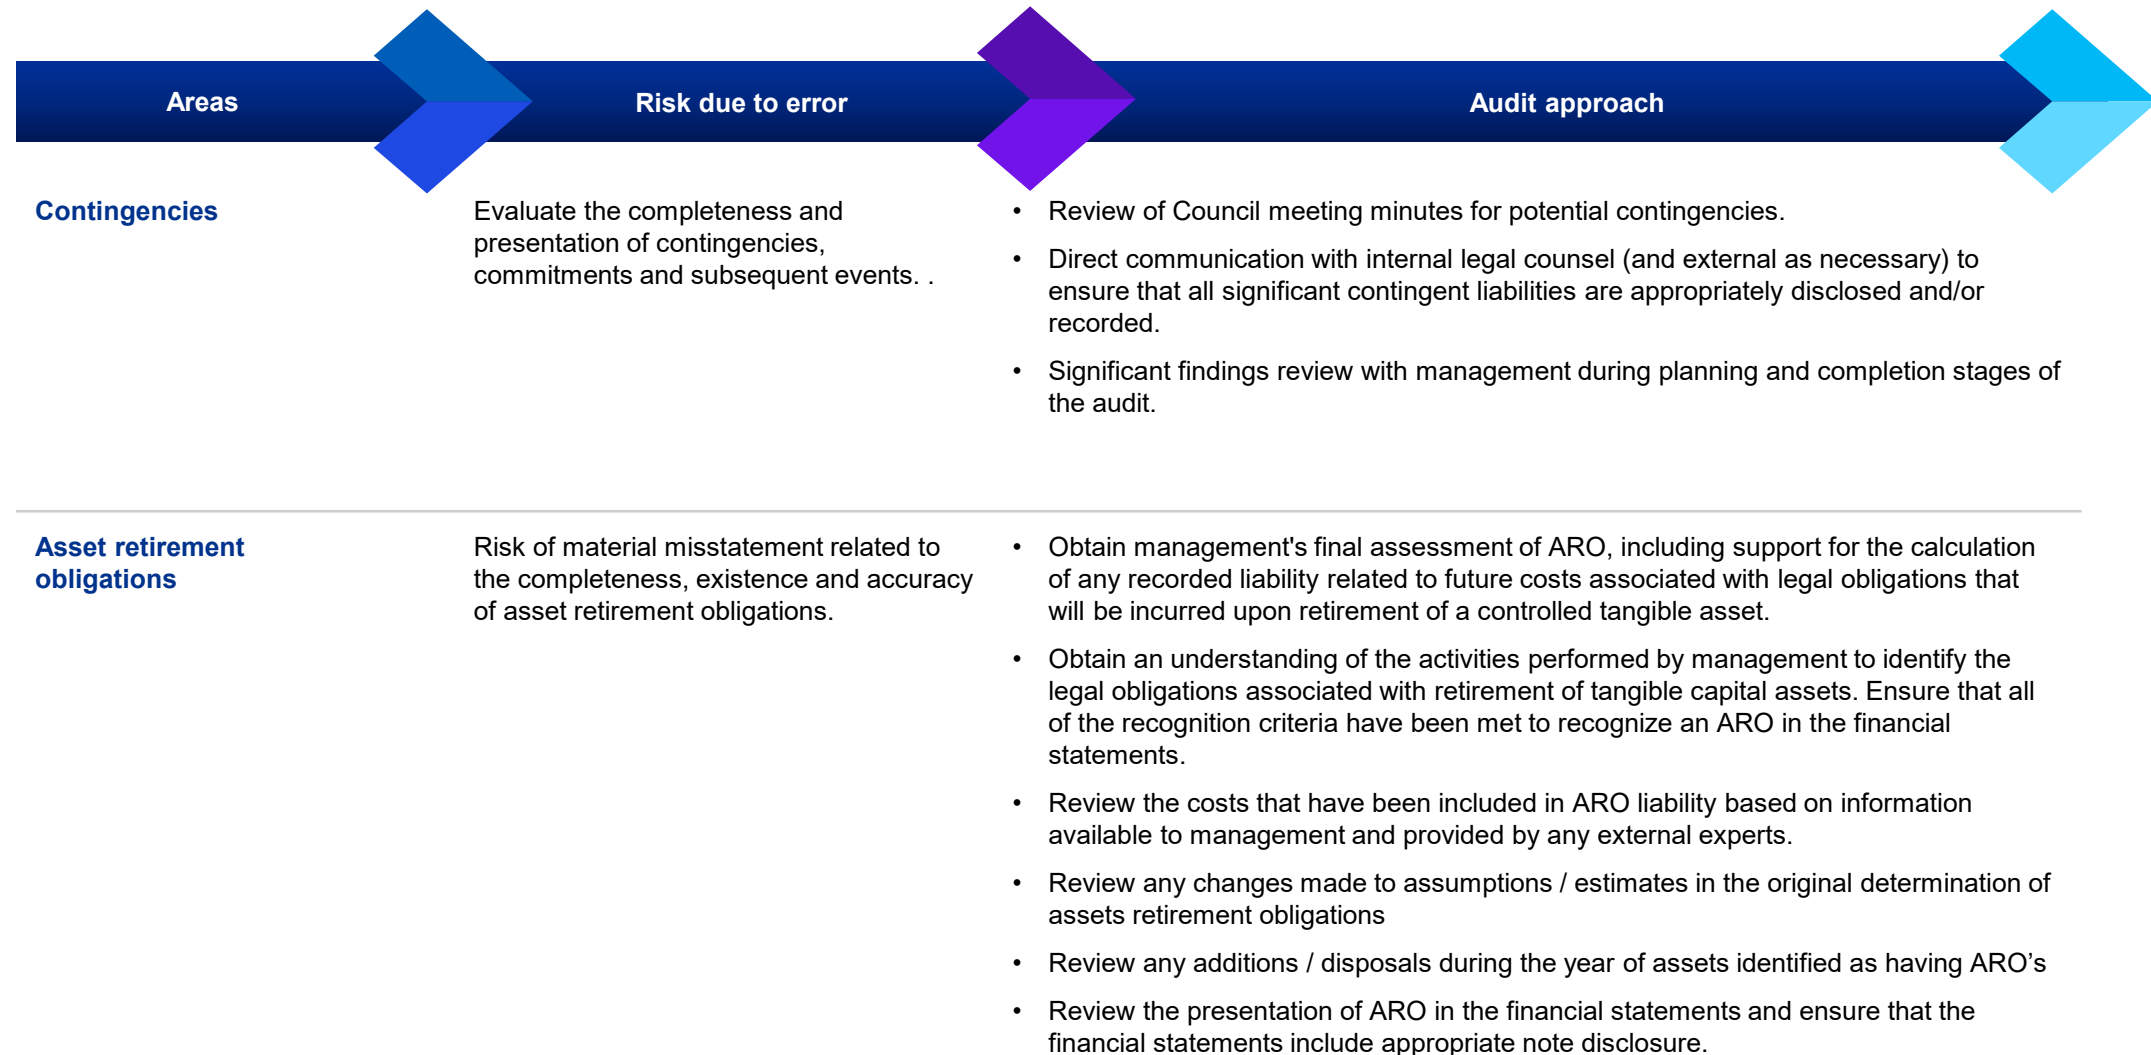 Areas
Risk due to error
Audit approach
Contingencies
Evaluate the completeness and
presentation of contingencies,
commitments and subsequent events. .
• Review of Council meeting minutes for potential contingencies.
• Direct communication with internal legal counsel (and external as necessary) to
ensure that all significant contingent liabilities are appropriately disclosed and/or
recorded.
• Significant findings review with management during planning and completion stages of
the audit.
Asset retirement
obligations
Risk of material misstatement related to
the completeness, existence and accuracy
of asset retirement obligations.
• Obtain management's final assessment of ARO, including support for the calculation
of any recorded liability related to future costs associated with legal obligations that
will be incurred upon retirement of a controlled tangible asset.
• Obtain an understanding of the activities performed by management to identify the
legal obligations associated with retirement of tangible capital assets. Ensure that all
of the recognition criteria have been met to recognize an ARO in the financial
statements.
• Review the costs that have been included in ARO liability based on information
available to management and provided by any external experts.
• Review any changes made to assumptions / estimates in the original determination of
assets retirement obligations
• Review any additions / disposals during the year of assets identified as having ARO’s
• Review the presentation of ARO in the financial statements and ensure that the
financial statements include appropriate note disclosure.